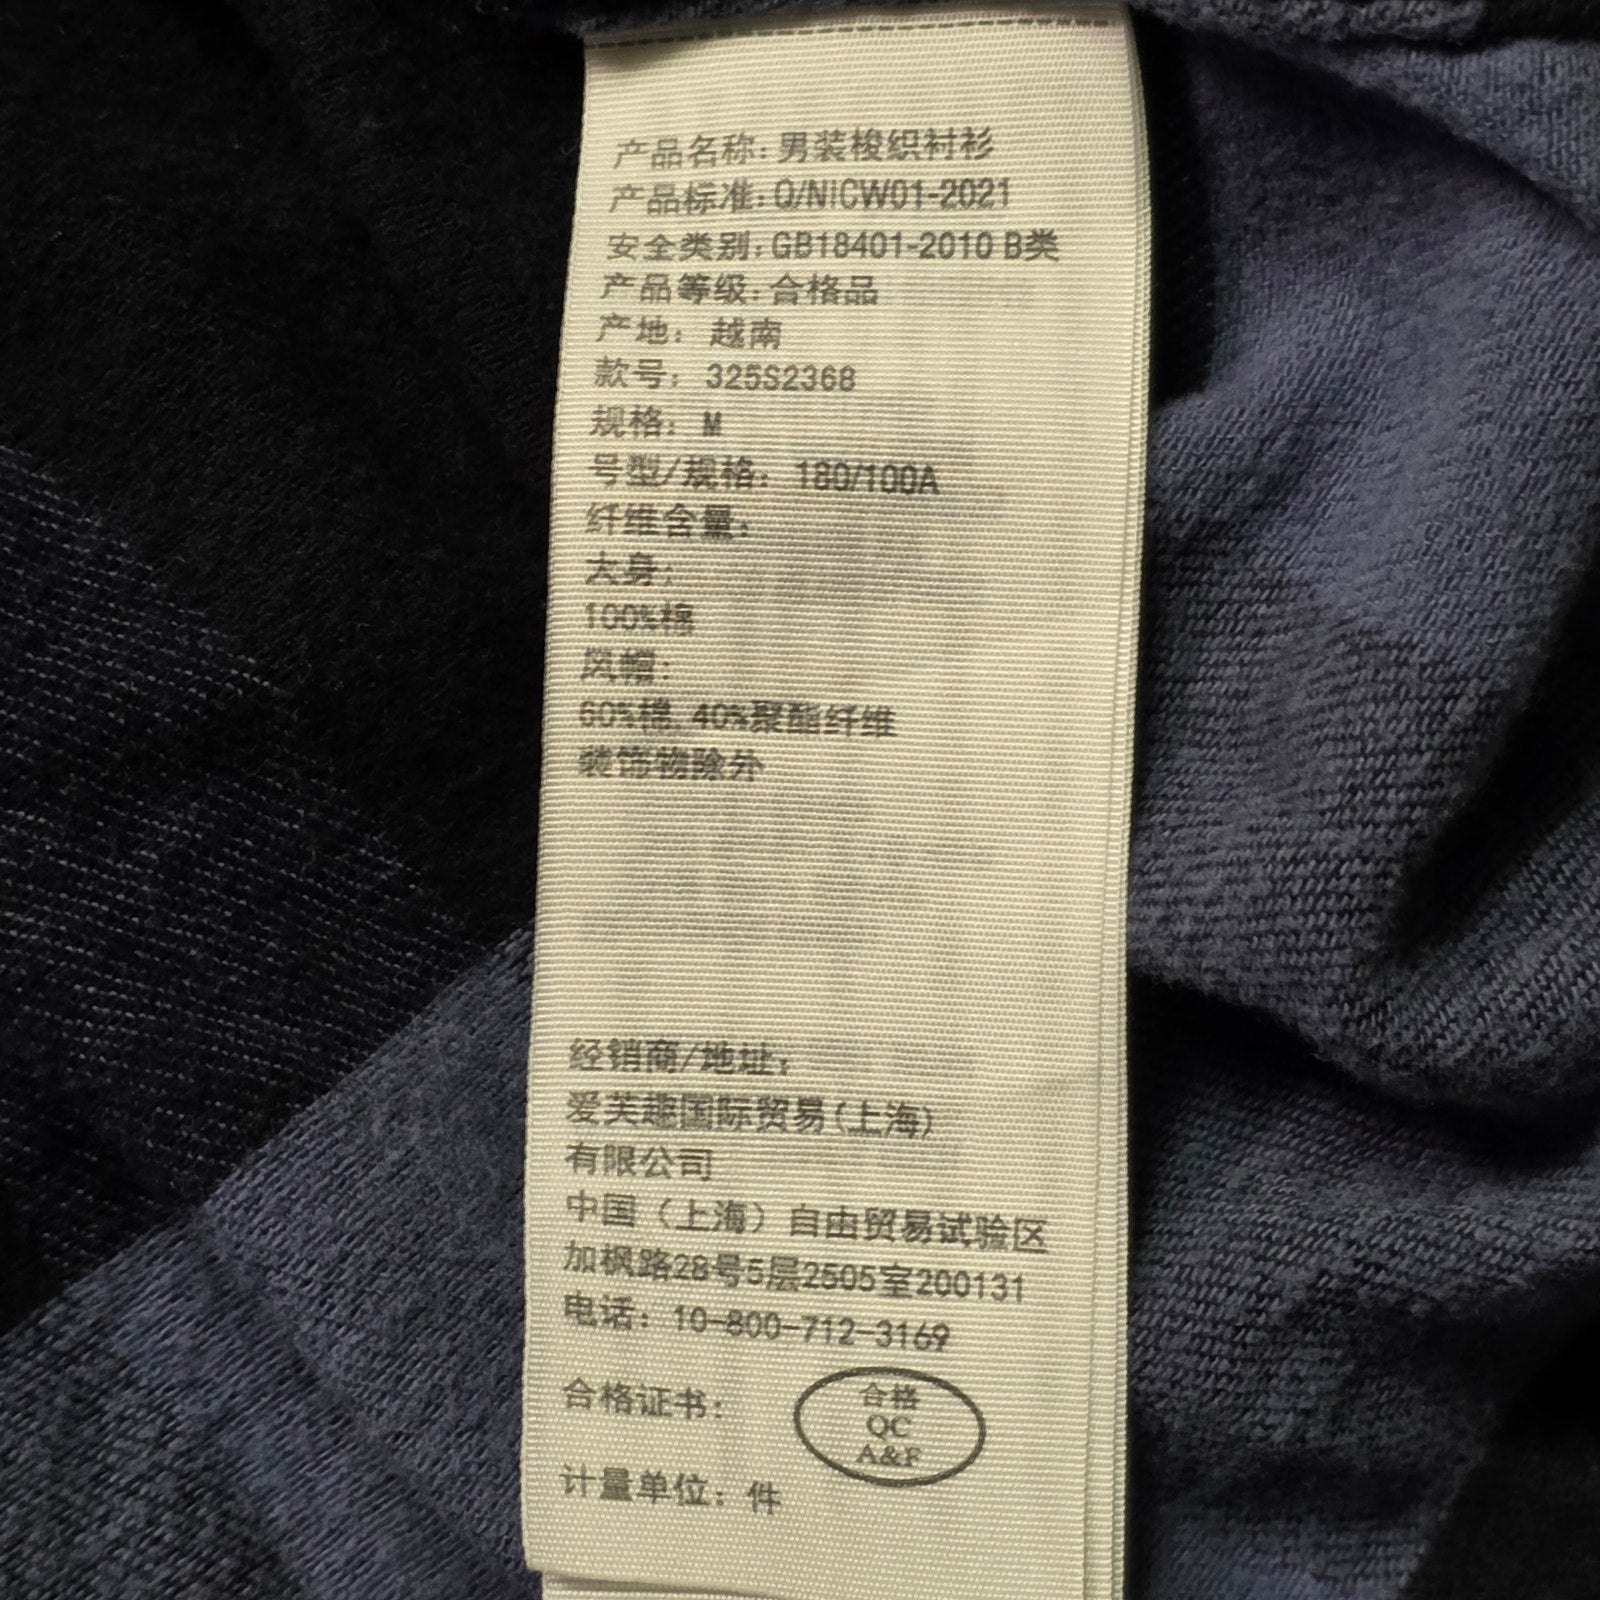 产品名称: 男装梭织衬衫
产品标准: Q/NICW01-2021
安全类别: GB18401-2010 B类
产品等级: 合格品
产地: 越南
款号: 325S2368
规格: M
号型/规格: 180/100A
纤维含量:
大身:
100%棉
风帽:
60%棉, 40%聚酯纤维
装饰物除外
经销商/地址:
爱芙趣国际贸易(上海)
有限公司
中国（上海）自由贸易试验区
加枫路28号5层2505室200131
电话: 10-800-712-3169
合格证书:
合格
QC
A&F
计量单位: 件